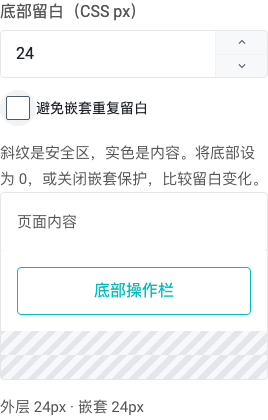 底部留白（CSS px）
24
避免嵌套重复留白
斜纹是安全区，实色是内容。将底部设
为 0，或关闭嵌套保护，比较留白变化。
页面内容
底部操作栏
外层 24px · 嵌套 24px